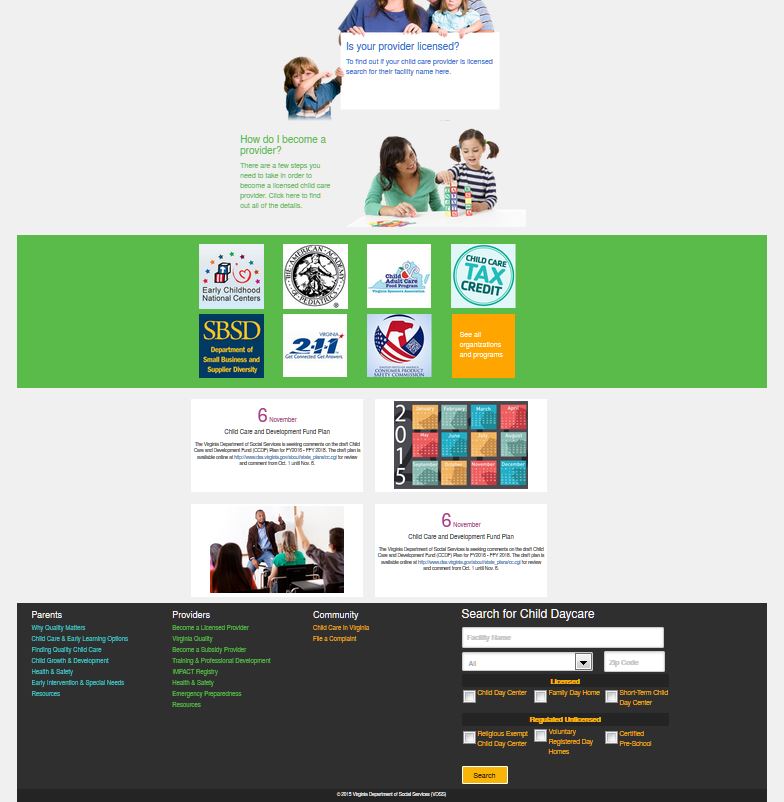 Is your provider licensed?
To find out if your child care provider is licensed
search for their facility name here.
How do I become a
provider?
There are a few steps you
need to take in order to
become a licensed child care
provider. Click here to find
out all of the details.
Early Childhood
National Centers
THE AMERICAN ACADEMY
OF PEDIATRICS
Child
Adult Care
Food Program
Virginia Sponsors Association
CHILD CARE
TAX
CREDIT
SBSD
Department of
Small Business and
Supplier Diversity
VIRGINIA
2-1-1
Get Connected. Get Answers.
CONSUMER PRODUCT
SAFETY COMMISSION
See all
organizations
and programs
6 November
Child Care and Development Fund Plan
The Virginia Department of Social Services is seeking comments on the draft Child
Care and Development Fund (CCDF) Plan for FY2016 - FFY 2018. The draft plan is
available online at http://www.dss.virginia.gov/about/state_plans/cc.cgi for review
and comment from Oct. 1 until Nov. 6.
2015
January February March April
May June July August
September October November December
6 November
Child Care and Development Fund Plan
The Virginia Department of Social Services is seeking comments on the draft Child
Care and Development Fund (CCDF) Plan for FY2016 - FFY 2018. The draft plan is
available online at http://www.dss.virginia.gov/about/state_plans/cc.cgi for review
and comment from Oct. 1 until Nov. 6.
Parents
Why Quality Matters
Child Care & Early Learning Options
Finding Quality Child Care
Child Growth & Development
Health & Safety
Early Intervention & Special Needs
Resources
Providers
Become a Licensed Provider
Virginia Quality
Become a Subsidy Provider
Training & Professional Development
IMPACT Registry
Health & Safety
Emergency Preparedness
Resources
Community
Child Care in Virginia
File a Complaint
Search for Child Daycare
Facility Name
All
Zip Code
Licensed
Child Day Center
Family Day Home
Short-Term Child
Day Center
Regulated Unlicensed
Religious Exempt
Child Day Center
Voluntary
Registered Day
Homes
Certified
Pre-School
Search
© 2015 Virginia Department of Social Services (VDSS)